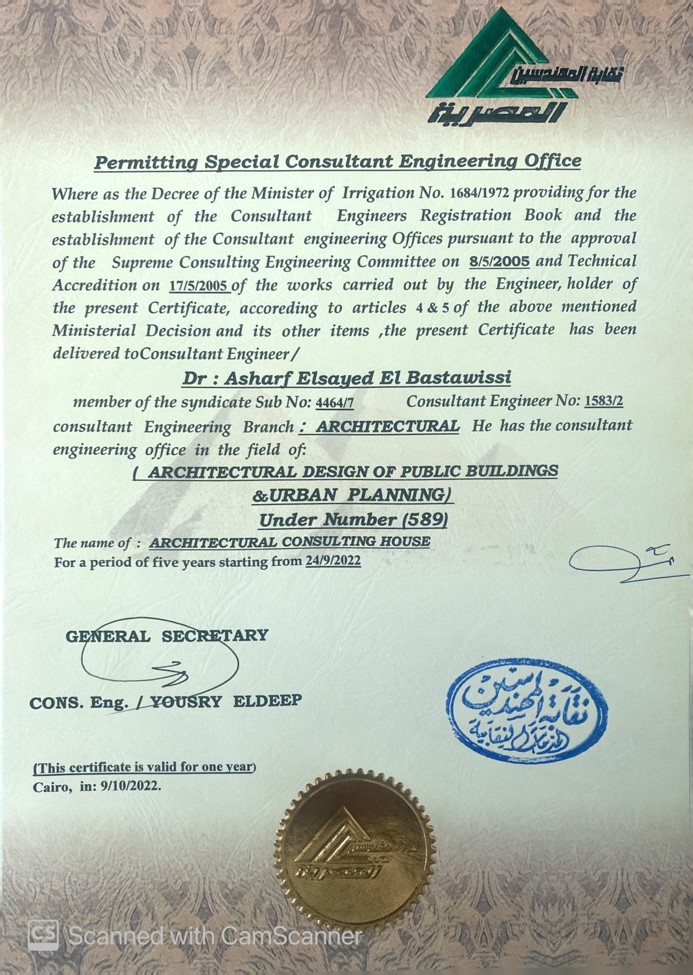 نقابة المهندسين
المصرية
Permitting Special Consultant Engineering Office
Where as the Decree of the Minister of Irrigation No. 1684/1972 providing for the
establishment of the Consultant Engineers Registration Book and the
establishment of the Consultant engineering Offices pursuant to the approval
of the Supreme Consulting Engineering Committee on 8/5/2005 and Technical
Accredition on 17/5/2005 of the works carried out by the Engineer, holder of
the present Certificate, accoreding to articles 4 & 5 of the above mentioned
Ministerial Decision and its other items ,the present Certificate has been
delivered toConsultant Engineer/
Dr : Asharf Elsayed El Bastawissi
member of the syndicate Sub No: 4464/7 Consultant Engineer No: 1583/2
consultant Engineering Branch : ARCHITECTURAL He has the consultant
engineering office in the field of:
( ARCHITECTURAL DESIGN OF PUBLIC BUILDINGS
&URBAN PLANNING)
Under Number (589)
The name of : ARCHITECTURAL CONSULTING HOUSE
For a period of five years starting from 24/9/2022
GENERAL SECRETARY
CONS. Eng. / YOUSRY ELDEEP
نقابة المهندسين
(This certificate is valid for one year)
Cairo, in: 9/10/2022.
نقابة المهندسين
المصرية
CS Scanned with CamScanner